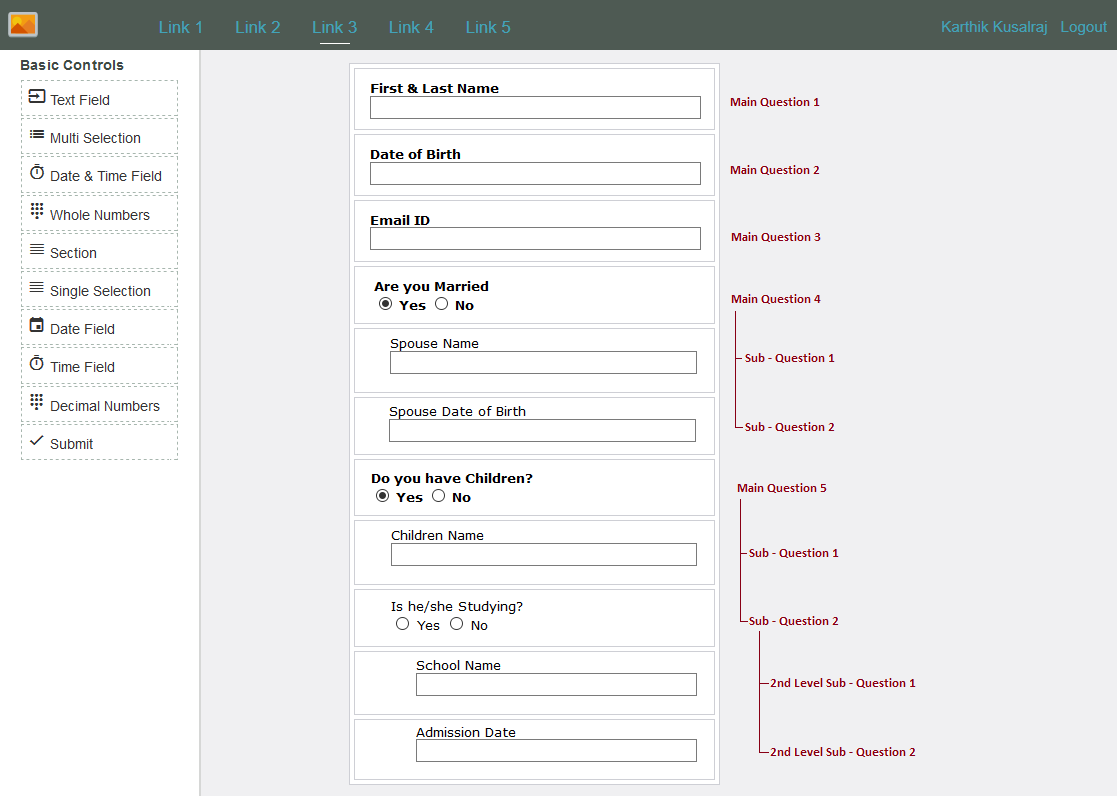 Link 1 Link 2 Link 3 Link 4 Link 5 Karthik Kusalraj Logout
Basic Controls
Text Field
Multi Selection
Date & Time Field
Whole Numbers
Section
Single Selection
Date Field
Time Field
Decimal Numbers
Submit
First & Last Name
Main Question 1
Date of Birth
Main Question 2
Email ID
Main Question 3
Are you Married
Main Question 4
Yes No
Spouse Name
Sub - Question 1
Spouse Date of Birth
Sub - Question 2
Do you have Children?
Main Question 5
Yes No
Children Name
Sub - Question 1
Is he/she Studying?
Sub - Question 2
Yes No
School Name
2nd Level Sub - Question 1
Admission Date
2nd Level Sub - Question 2